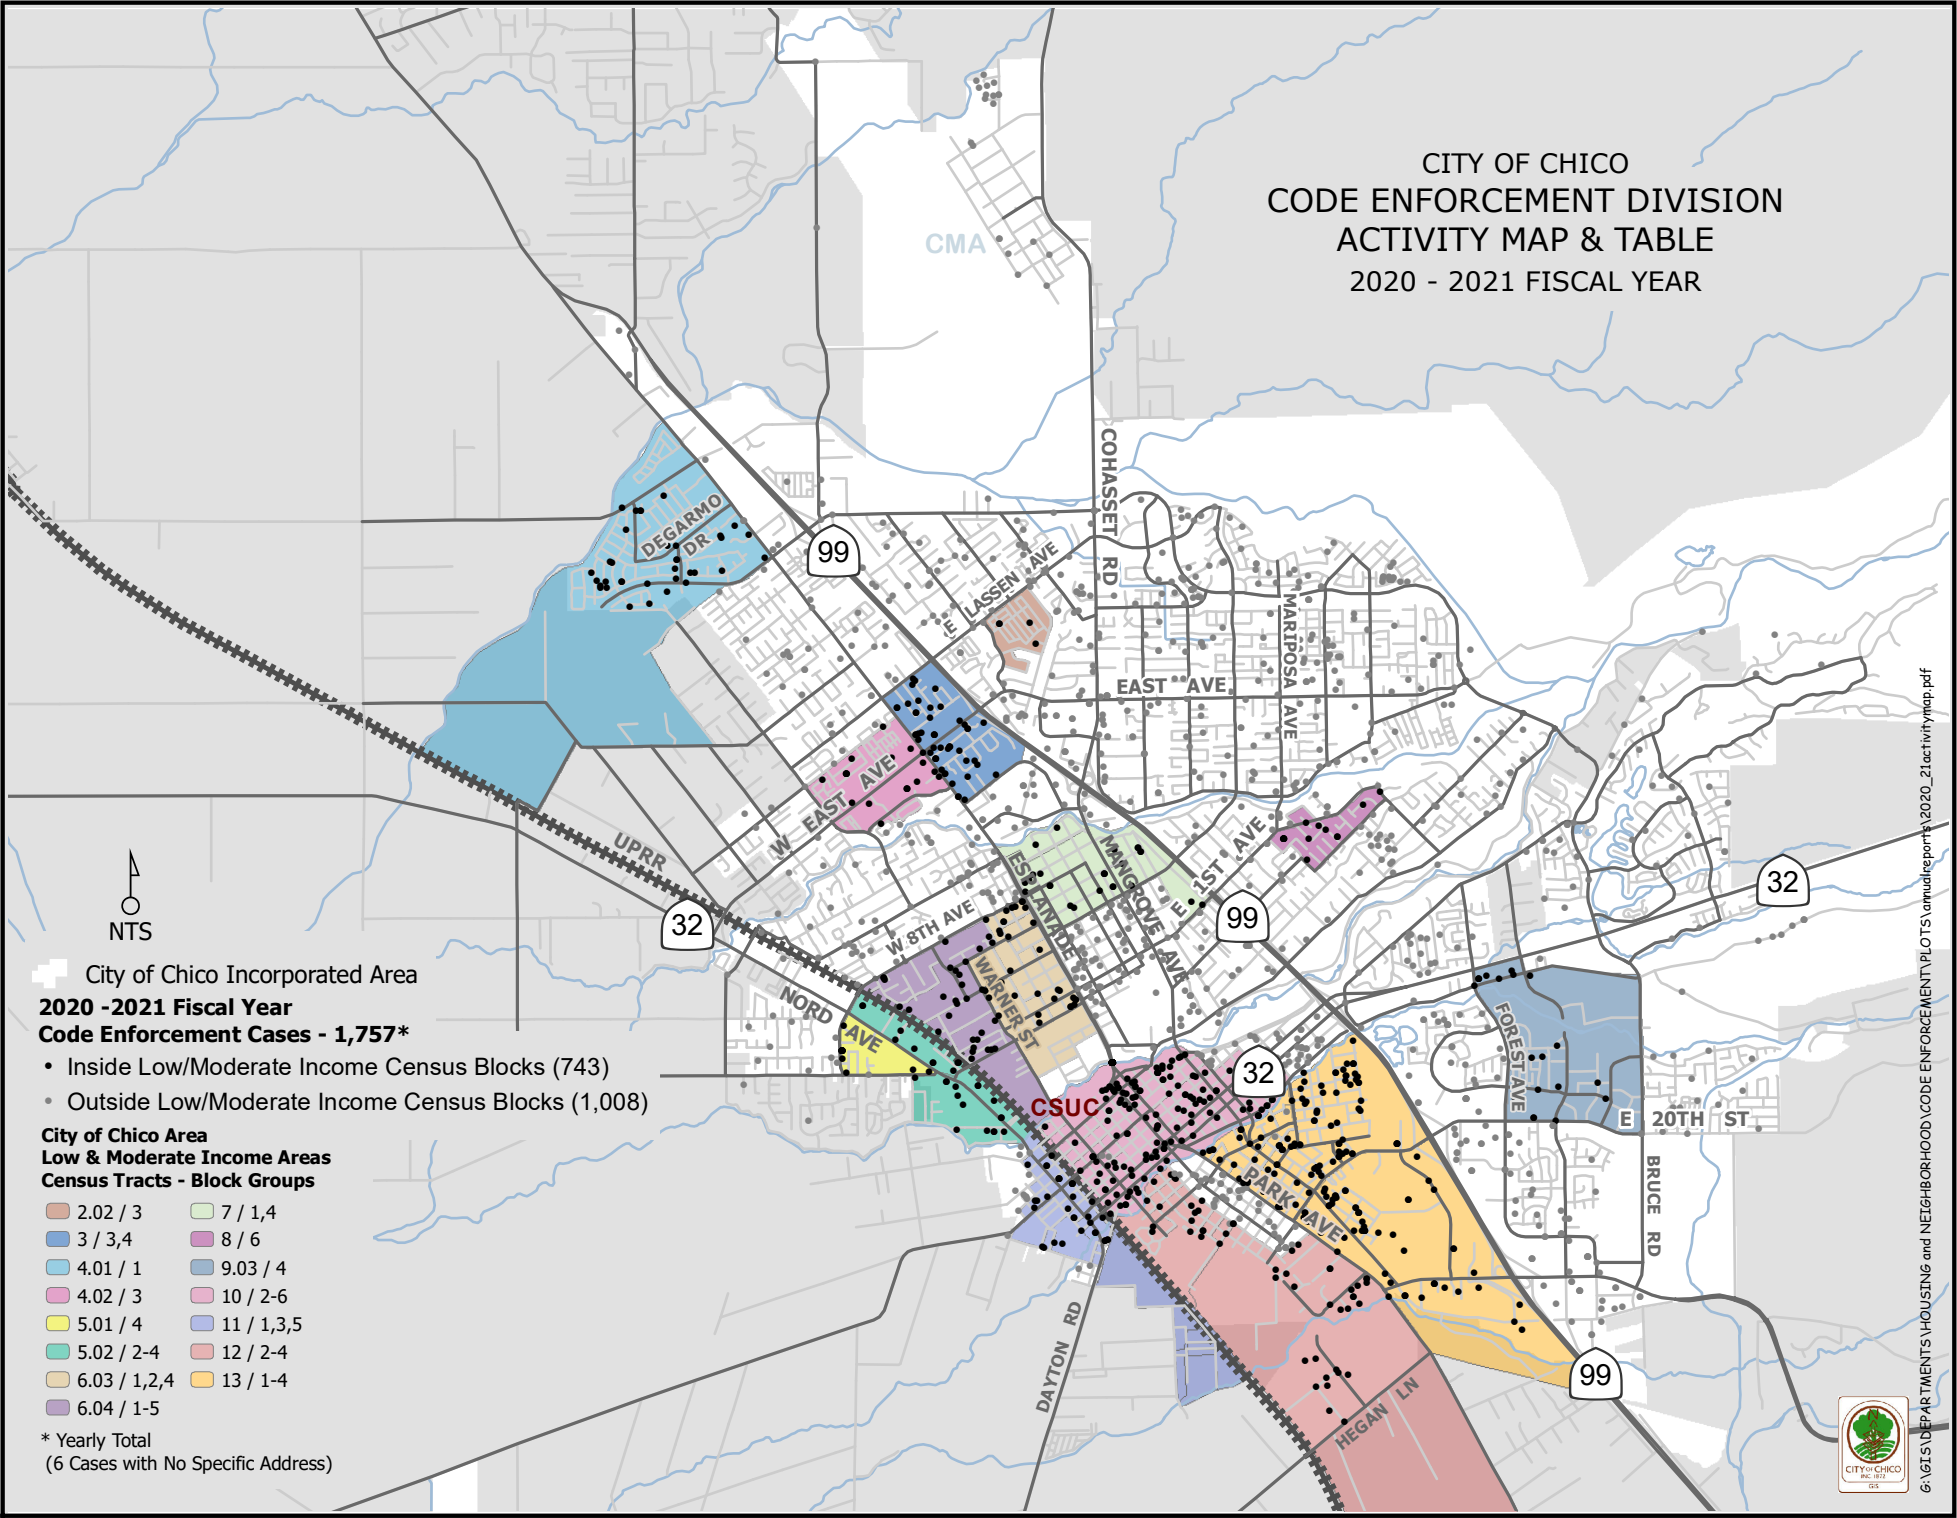 CITY OF CHICO
CODE ENFORCEMENT DIVISION
ACTIVITY MAP & TABLE
2020 - 2021 FISCAL YEAR
CMA
COHASSET RD
DEGARMO DR
99
E LASSEN AVE
MARIPOSA AVE
EAST AVE
W EAST AVE
UPRR
MANGROVE AVE
E 1ST AVE
ESPLANADE
32
99
32
W 8TH AVE
WARNER ST
NORD AVE
FOREST AVE
32
CSUC
E 20TH ST
PARK AVE
BRUCE RD
DAYTON RD
HEGAN LN
99
NTS
City of Chico Incorporated Area
2020 -2021 Fiscal Year
Code Enforcement Cases - 1,757*
• Inside Low/Moderate Income Census Blocks (743)
• Outside Low/Moderate Income Census Blocks (1,008)
City of Chico Area
Low & Moderate Income Areas
Census Tracts - Block Groups
2.02 / 3
3 / 3,4
4.01 / 1
4.02 / 3
5.01 / 4
5.02 / 2-4
6.03 / 1,2,4
6.04 / 1-5
7 / 1,4
8 / 6
9.03 / 4
10 / 2-6
11 / 1,3,5
12 / 2-4
13 / 1-4
* Yearly Total
(6 Cases with No Specific Address)
CITY OF CHICO
INC. 1872
GIS
G:\GIS\DEPARTMENTS\HOUSING and NEIGHBORHOOD\CODE ENFORCEMENT\PLOTS\annualreports\2020_21activitymap.pdf